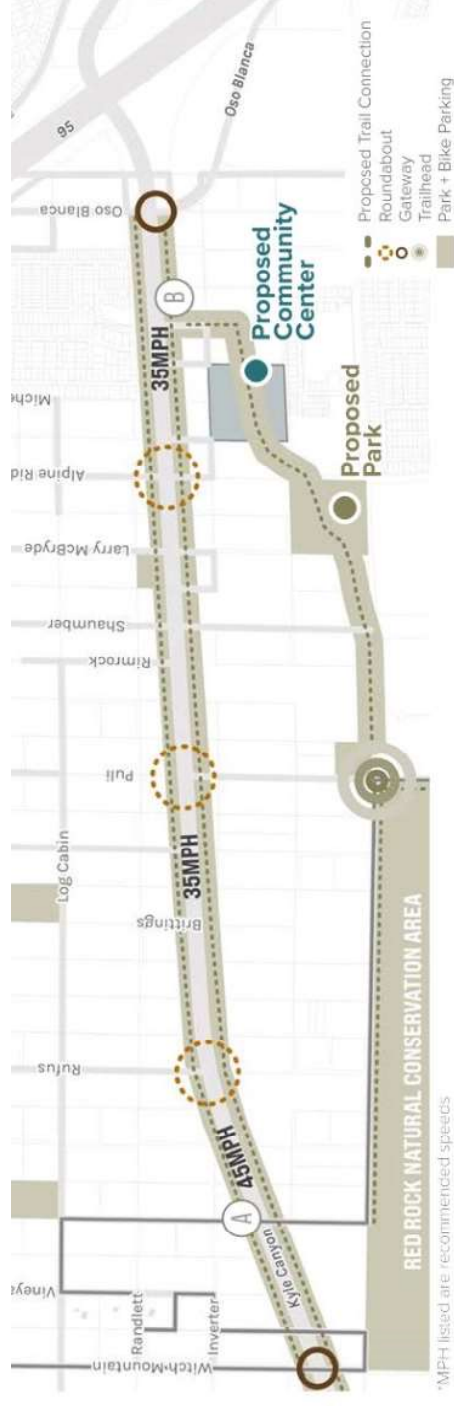 95
Oso Blanca
Oso Blanca
Miche
Alpine Rid
Larry McBryde
Shaumber
Rimrock
Puli
Log Cabin
Brittings
Rufus
Vineya
Randlett
Inverter
Witch Mountain
Kyle Canyon
35MPH
B
35MPH
45MPH
A
Proposed
Community
Center
Proposed
Park
RED ROCK NATURAL CONSERVATION AREA
Proposed Trail Connection
Roundabout
Gateway
Trailhead
Park + Bike Parking
*MPH listed are recommended speeds